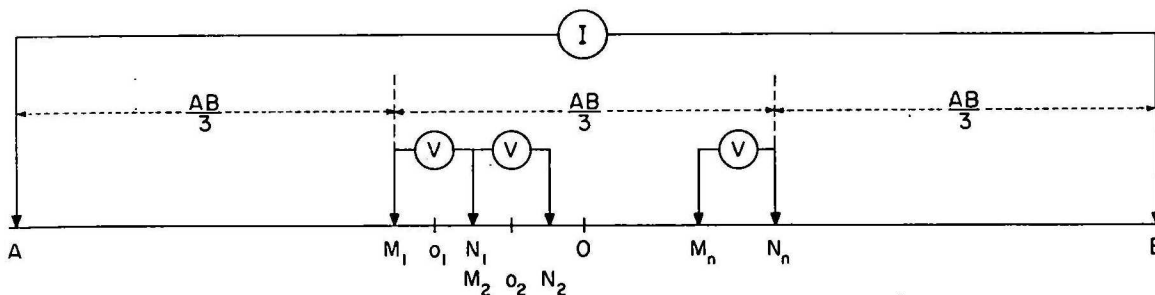 I
AB/3 AB/3 AB/3
V V V
A M₁ o₁ N₁ O Mₙ Nₙ B
M₂ o₂ N₂